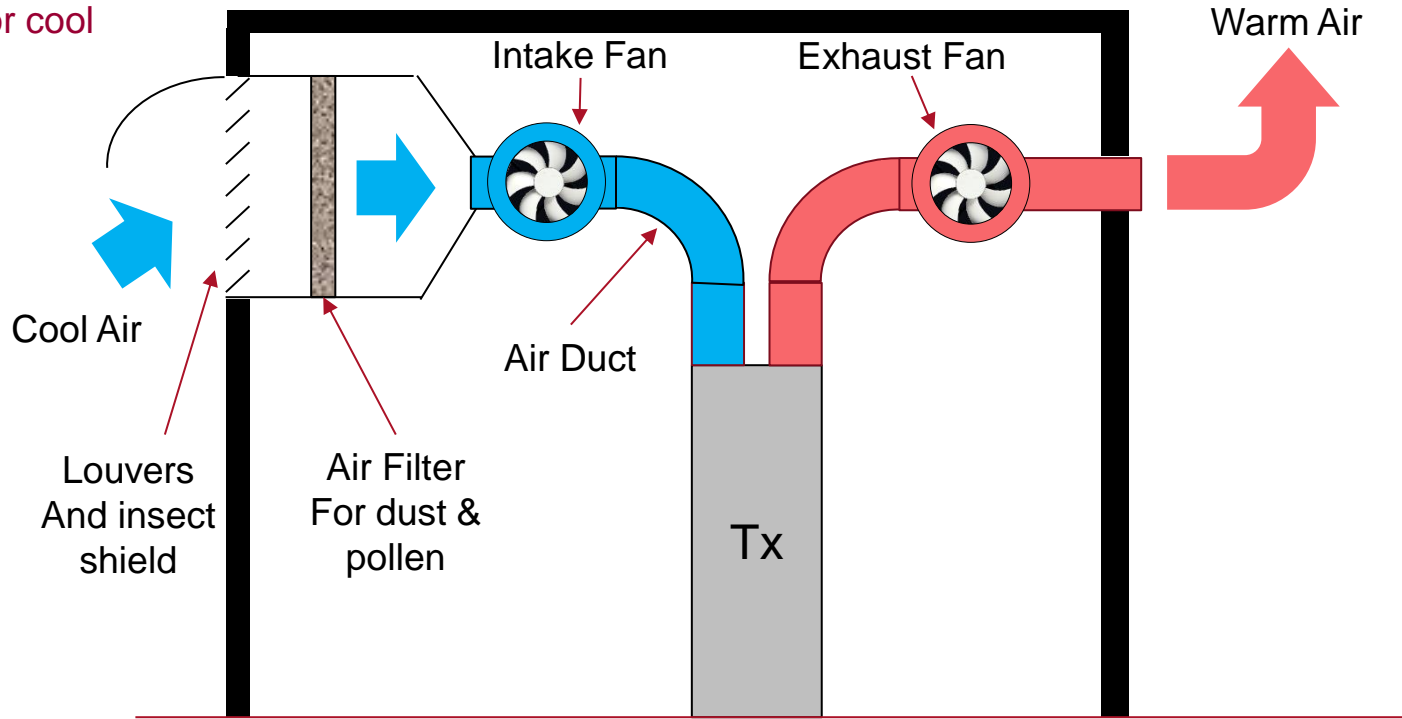 or cool
Warm Air
Intake Fan
Exhaust Fan
Cool Air
Air Duct
Louvers
And insect
shield
Air Filter
For dust &
pollen
Tx